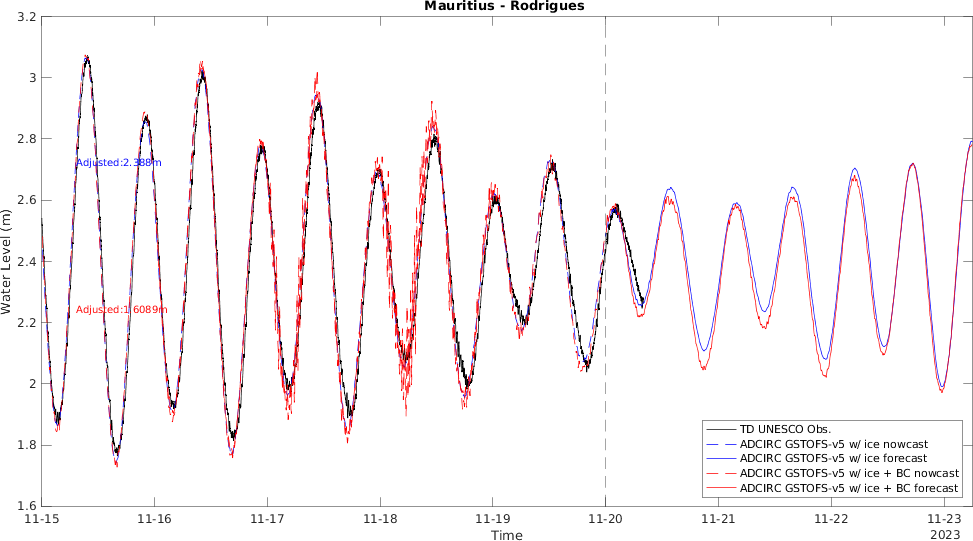 Mauritius - Rodrigues
Water Level (m)
3.2
3
2.8
2.6
2.4
2.2
2
1.8
1.6
Adjusted:2.388m
Adjusted:1.6089m
TD UNESCO Obs.
ADCIRC GSTOFS-v5 w/ ice nowcast
ADCIRC GSTOFS-v5 w/ ice forecast
ADCIRC GSTOFS-v5 w/ ice + BC nowcast
ADCIRC GSTOFS-v5 w/ ice + BC forecast
11-15 11-16 11-17 11-18 11-19 11-20 11-21 11-22 11-23
Time 2023